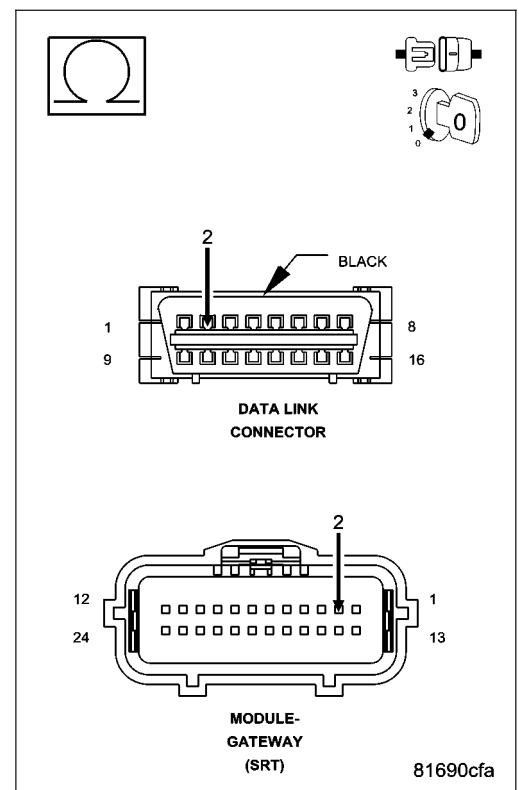 3
2
1
0
0
2
BLACK
1
8
9
16
DATA LINK
CONNECTOR
2
12
1
24
13
MODULE-
GATEWAY
(SRT)
81690cfa